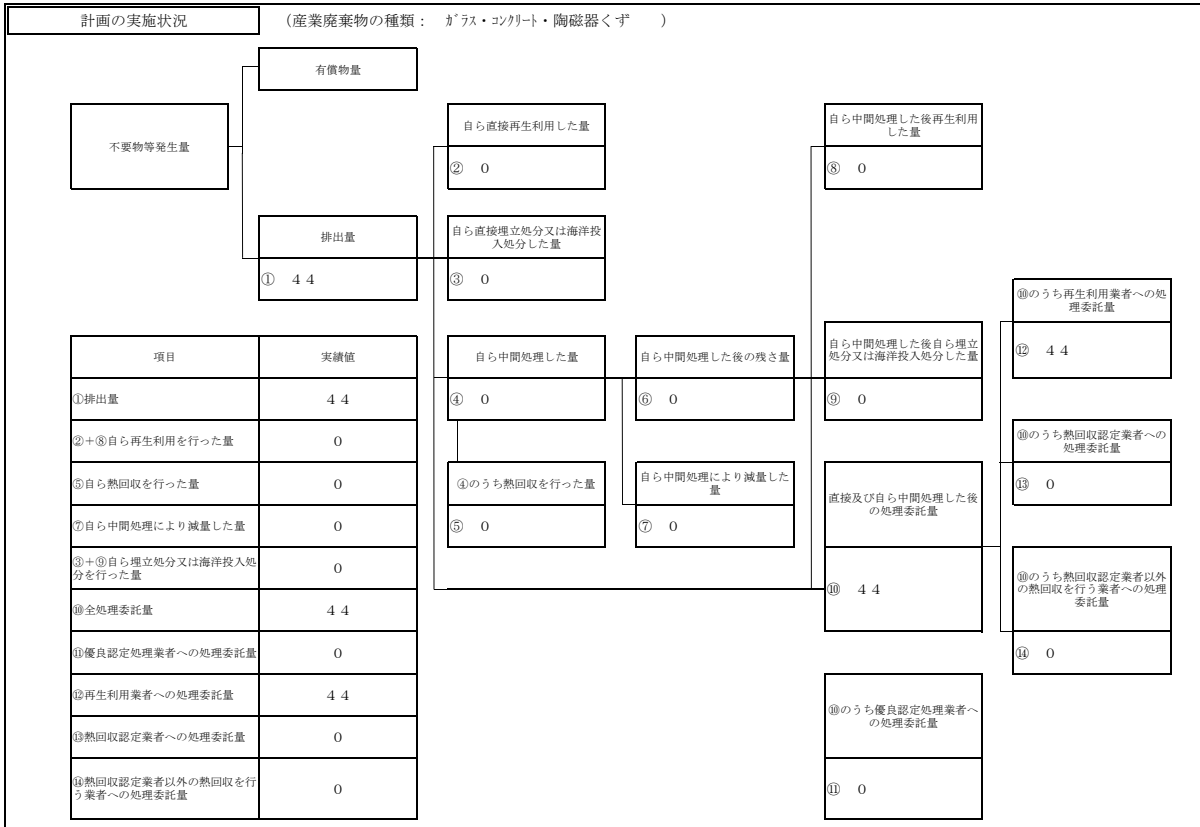 計画の実施状況
（産業廃棄物の種類： ｶﾞﾗｽ・ｺﾝｸﾘｰﾄ・陶磁器くず ）
有償物量
不要物等発生量
自ら直接再生利用した量
② 0
自ら中間処理した後再生利用
した量
⑧ 0
排出量
① 44
自ら直接埋立処分又は海洋投
入処分した量
③ 0
⑩のうち再生利用業者への処
理委託量
⑫ 44
自ら中間処理した量
④ 0
自ら中間処理した後の残さ量
⑥ 0
自ら中間処理した後自ら埋立
処分又は海洋投入処分した量
⑨ 0
⑩のうち熱回収認定業者への
処理委託量
⑬ 0
④のうち熱回収を行った量
⑤ 0
自ら中間処理により減量した
量
⑦ 0
直接及び自ら中間処理した後
の処理委託量
⑩ 44
⑩のうち熱回収認定業者以外
の熱回収を行う業者への処理
委託量
⑭ 0
⑩のうち優良認定処理業者へ
の処理委託量
⑪ 0
項目 実績値
①排出量 44
②＋⑧自ら再生利用を行った量 0
⑤自ら熱回収を行った量 0
⑦自ら中間処理により減量した量 0
③＋⑨自ら埋立処分又は海洋投入処
分を行った量 0
⑩全処理委託量 44
⑪優良認定処理業者への処理委託量 0
⑫再生利用業者への処理委託量 44
⑬熱回収認定業者への処理委託量 0
⑭熱回収認定業者以外の熱回収を行
う業者への処理委託量 0